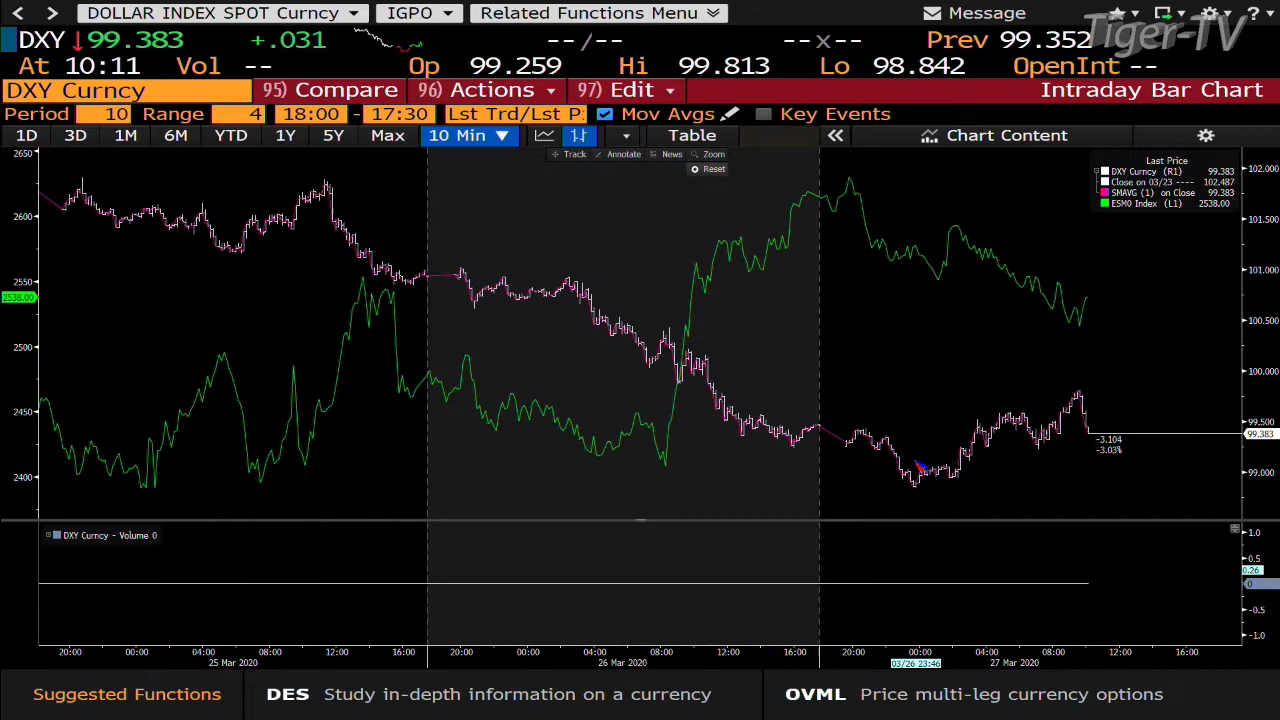 DOLLAR INDEX SPOT Curncy IGPO Related Functions Menu Message
DXY 99.383 +.031 --/-- --x-- Prev 99.352
Tiger-TV
At 10:11 Vol -- Op 99.259 Hi 99.813 Lo 98.842 OpenInt --
DXY Curncy 95) Compare 96) Actions 97) Edit Intraday Bar Chart
Period 10 Range 4 18:00 - 17:30 Lst Trd/Lst P Mov Avgs Key Events
1D 3D 1M 6M YTD 1Y 5Y Max 10 Min Table Chart Content
Track Annotate News Zoom
Reset
Last Price
DXY Curncy (R1) 99.383
Close on 03/23 ---- 102.487
SMAVG (1) on Close 99.383
ESM0 Index (L1) 2538.00
2650
2600
2550
2538.00
2500
2450
2400
102.000
101.500
101.000
100.500
100.000
99.500
99.383
99.000
-3.104
-3.03%
DXY Curncy - Volume 0
1.0
0.5
0.26
0
-0.5
-1.0
20:00 00:00 04:00 08:00 12:00 16:00 20:00 00:00 04:00 08:00 12:00 16:00 20:00 00:00 04:00 08:00 12:00 16:00
25 Mar 2020 26 Mar 2020 03/26 23:46 27 Mar 2020
Suggested Functions DES Study in-depth information on a currency OVML Price multi-leg currency options